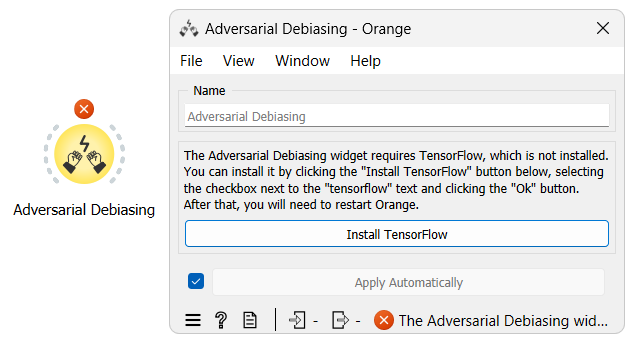 Adversarial Debiasing - Orange
File View Window Help
Name
Adversarial Debiasing
The Adversarial Debiasing widget requires TensorFlow, which is not installed.
You can install it by clicking the "Install TensorFlow" button below, selecting
the checkbox next to the "tensorflow" text and clicking the "Ok" button.
After that, you will need to restart Orange.
Install TensorFlow
Apply Automatically
? - - The Adversarial Debiasing wid...
Adversarial Debiasing